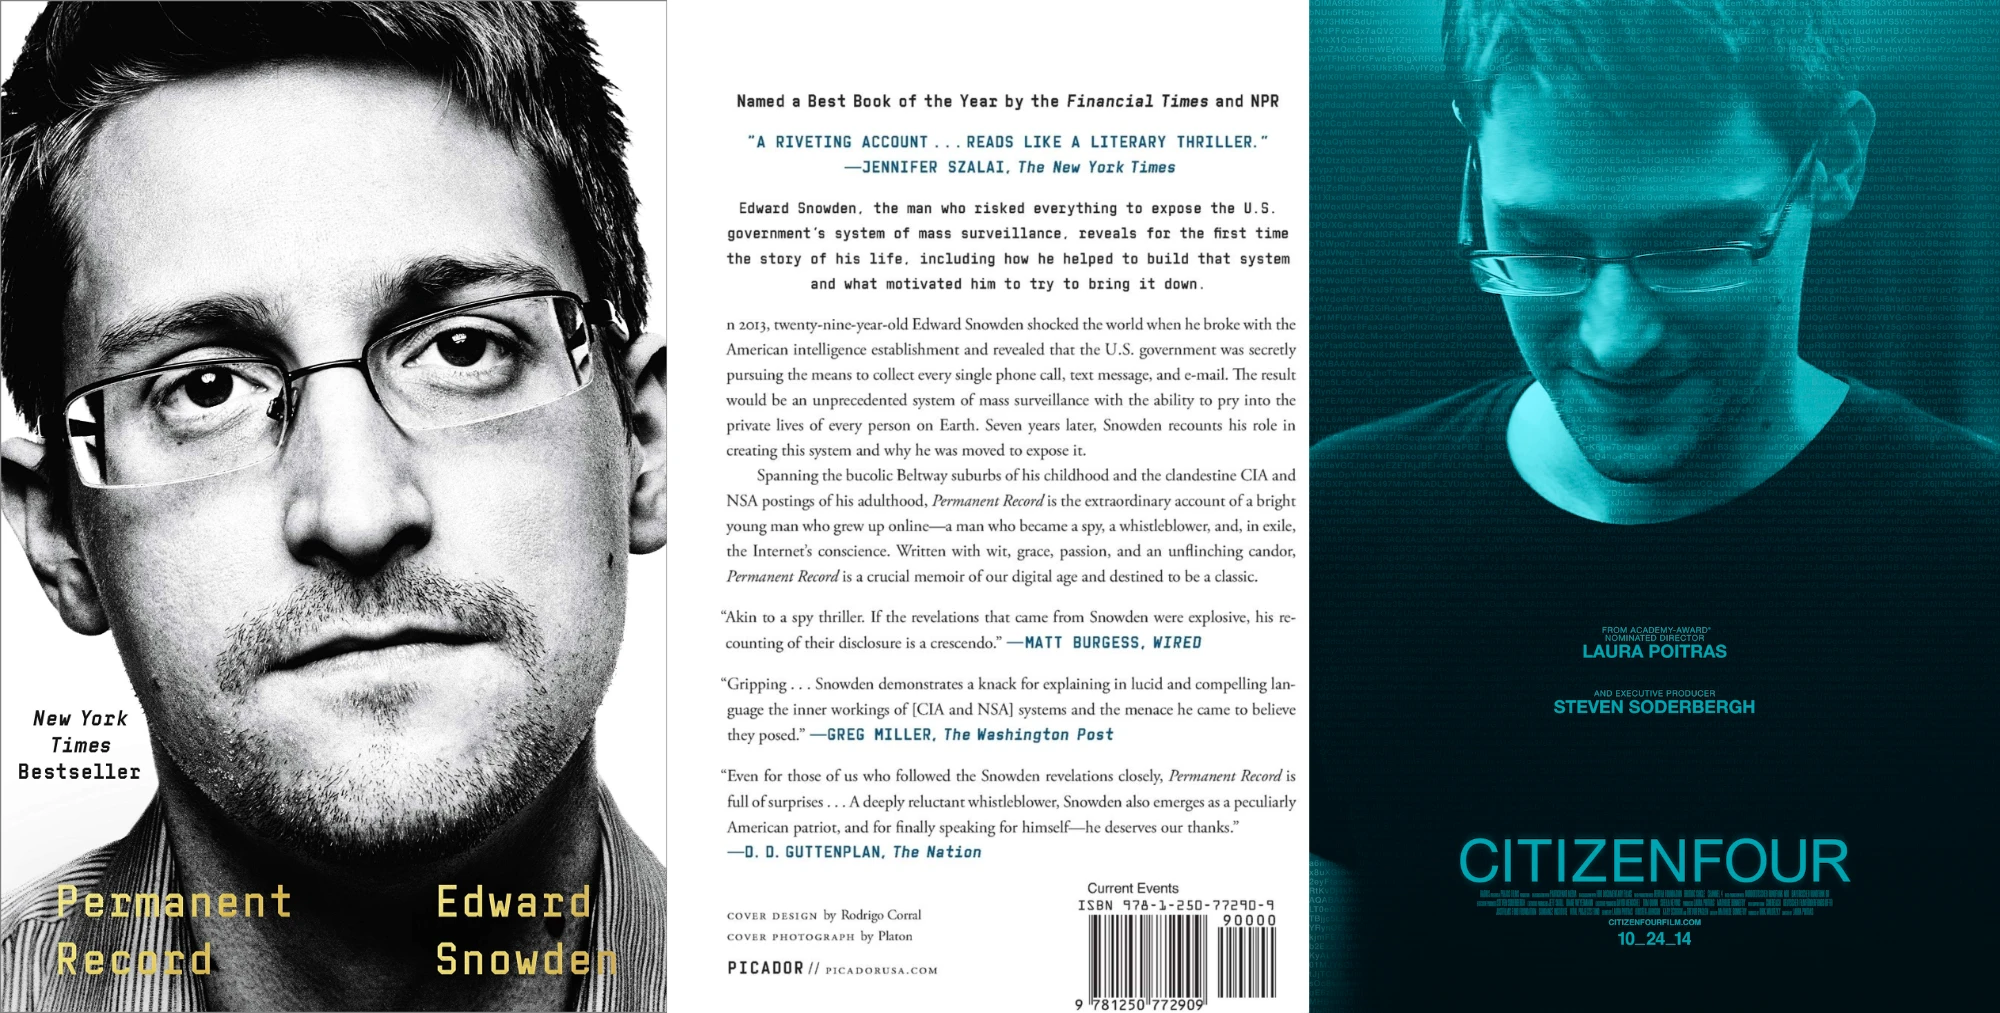 New York
Times
Bestseller
Permanent
Record
Edward
Snowden
Named a Best Book of the Year by the Financial Times and NPR
"A RIVETING ACCOUNT . . . READS LIKE A LITERARY THRILLER."
—JENNIFER SZALAI, The New York Times
Edward Snowden, the man who risked everything to expose the U.S.
government's system of mass surveillance, reveals for the first time
the story of his life, including how he helped to build that system
and what motivated him to try to bring it down.
n 2013, twenty-nine-year-old Edward Snowden shocked the world when he broke with the
American intelligence establishment and revealed that the U.S. government was secretly
pursuing the means to collect every single phone call, text message, and e-mail. The result
would be an unprecedented system of mass surveillance with the ability to pry into the
private lives of every person on Earth. Seven years later, Snowden recounts his role in
creating this system and why he was moved to expose it.
Spanning the bucolic Beltway suburbs of his childhood and the clandestine CIA and
NSA postings of his adulthood, Permanent Record is the extraordinary account of a bright
young man who grew up online—a man who became a spy, a whistleblower, and, in exile,
the Internet's conscience. Written with wit, grace, passion, and an unflinching candor,
Permanent Record is a crucial memoir of our digital age and destined to be a classic.
“Akin to a spy thriller. If the revelations that came from Snowden were explosive, his re-
counting of their disclosure is a crescendo.” —MATT BURGESS, WIRED
“Gripping . . . Snowden demonstrates a knack for explaining in lucid and compelling lan-
guage the inner workings of [CIA and NSA] systems and the menace he came to believe
they posed.” —GREG MILLER, The Washington Post
“Even for those of us who followed the Snowden revelations closely, Permanent Record is
full of surprises . . . A deeply reluctant whistleblower, Snowden also emerges as a peculiarly
American patriot, and for finally speaking for himself—he deserves our thanks.”
—D. D. GUTTENPLAN, The Nation
COVER DESIGN by Rodrigo Corral
COVER PHOTOGRAPH by Platon
PICADOR // PICADORUSA.COM
Current Events
ISBN 978-1-250-77290-9
90000
9 781250 772909
FROM ACADEMY-AWARD®
NOMINATED DIRECTOR
LAURA POITRAS
AND EXECUTIVE PRODUCER
STEVEN SODERBERGH
CITIZENFOUR
CITIZENFOURFILM.COM
10_24_14